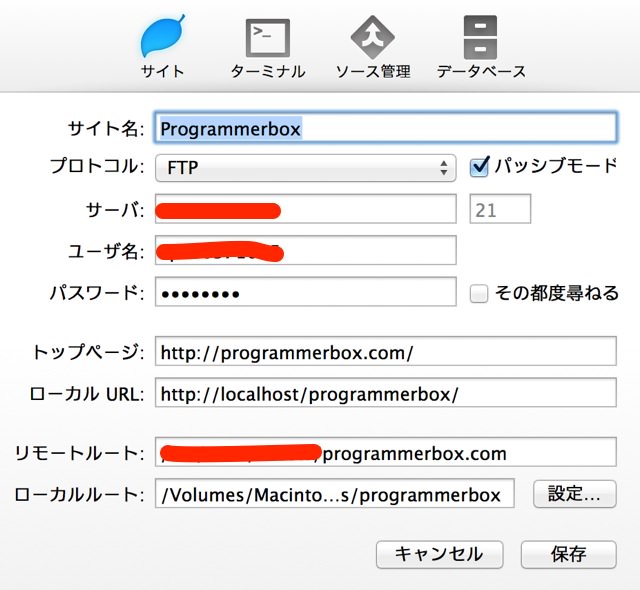 サイト
ターミナル
ソース管理
データベース
サイト名: Programmerbox
プロトコル: FTP パッシブモード
サーバ: 21
ユーザ名:
パスワード: ●●●●●●●● その都度尋ねる
トップページ: http://programmerbox.com/
ローカル URL: http://localhost/programmerbox/
リモートルート: /programmerbox.com
ローカルルート: /Volumes/Macinto...s/programmerbox 設定...
キャンセル 保存